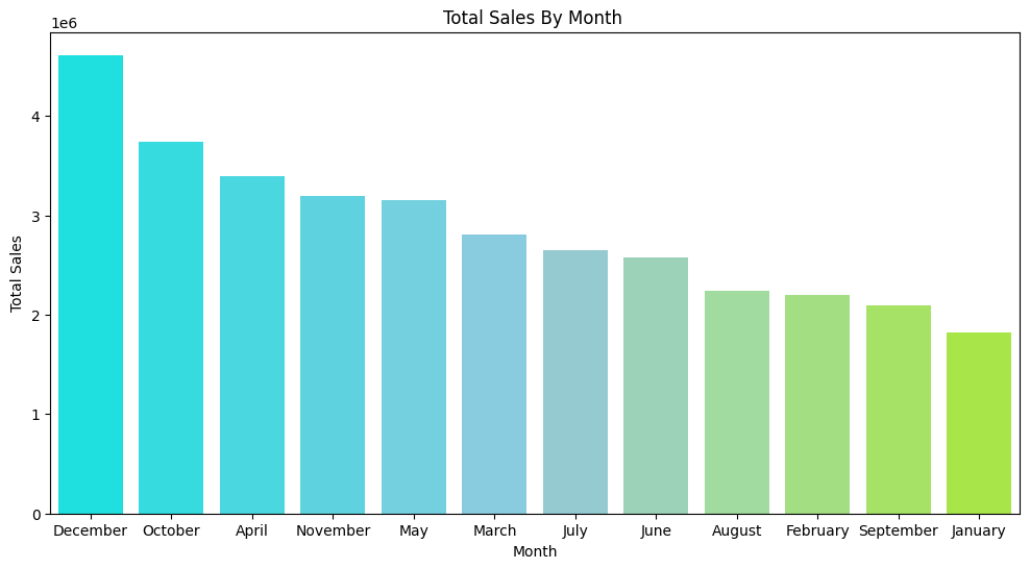 Total Sales By Month
1e6
4
3
2
1
0
Total Sales
December October April November May March July June August February September January
Month